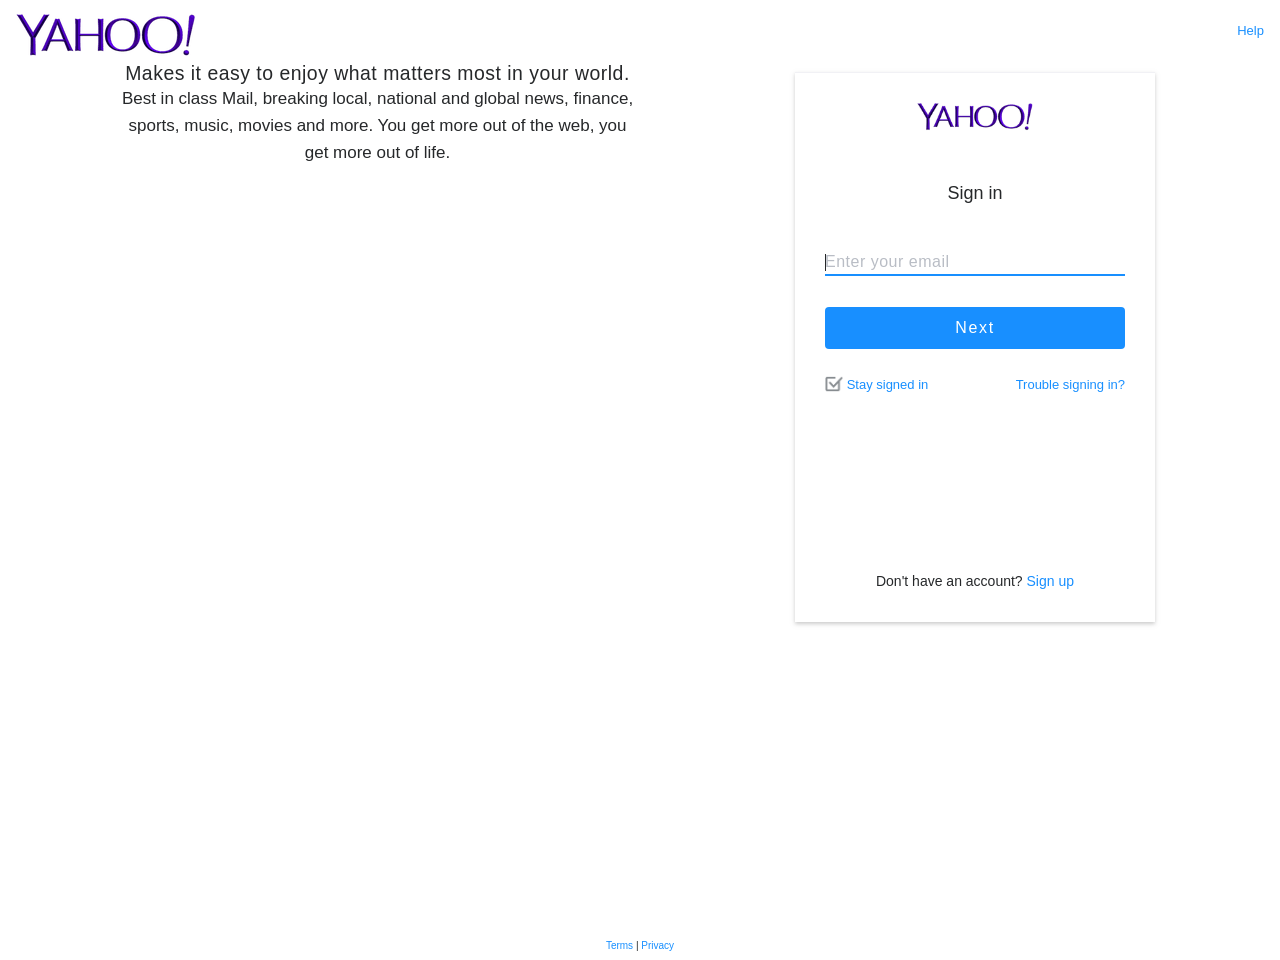 YAHOO!
Help
Makes it easy to enjoy what matters most in your world.
Best in class Mail, breaking local, national and global news, finance,
sports, music, movies and more. You get more out of the web, you
get more out of life.
YAHOO!
Sign in
Enter your email
Next
Stay signed in
Trouble signing in?
Don't have an account? Sign up
Terms | Privacy